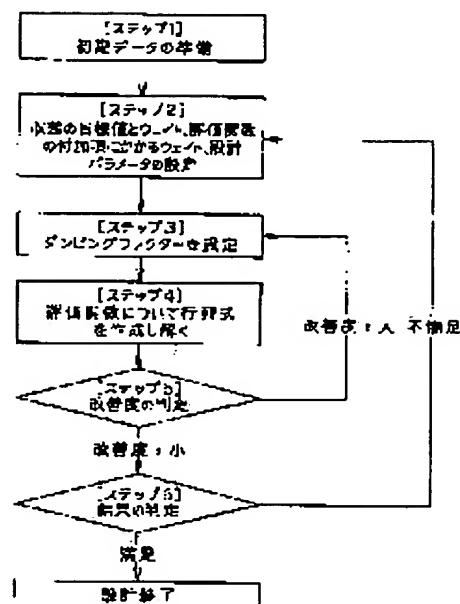 [ステップ1]
初期データの準備
[ステップ2]
収差の目標値とウェイト、評価関数
の付加項にかかるウェイト、設計
パラメータの設定
[ステップ3]
ダンピングファクターを設定
[ステップ4]
評価関数について行列式
を作成し解く
改善度:大 不満足
[ステップ5]
改善度の判定
改善度:小
[ステップ6]
結果の判定
満足
設計終了